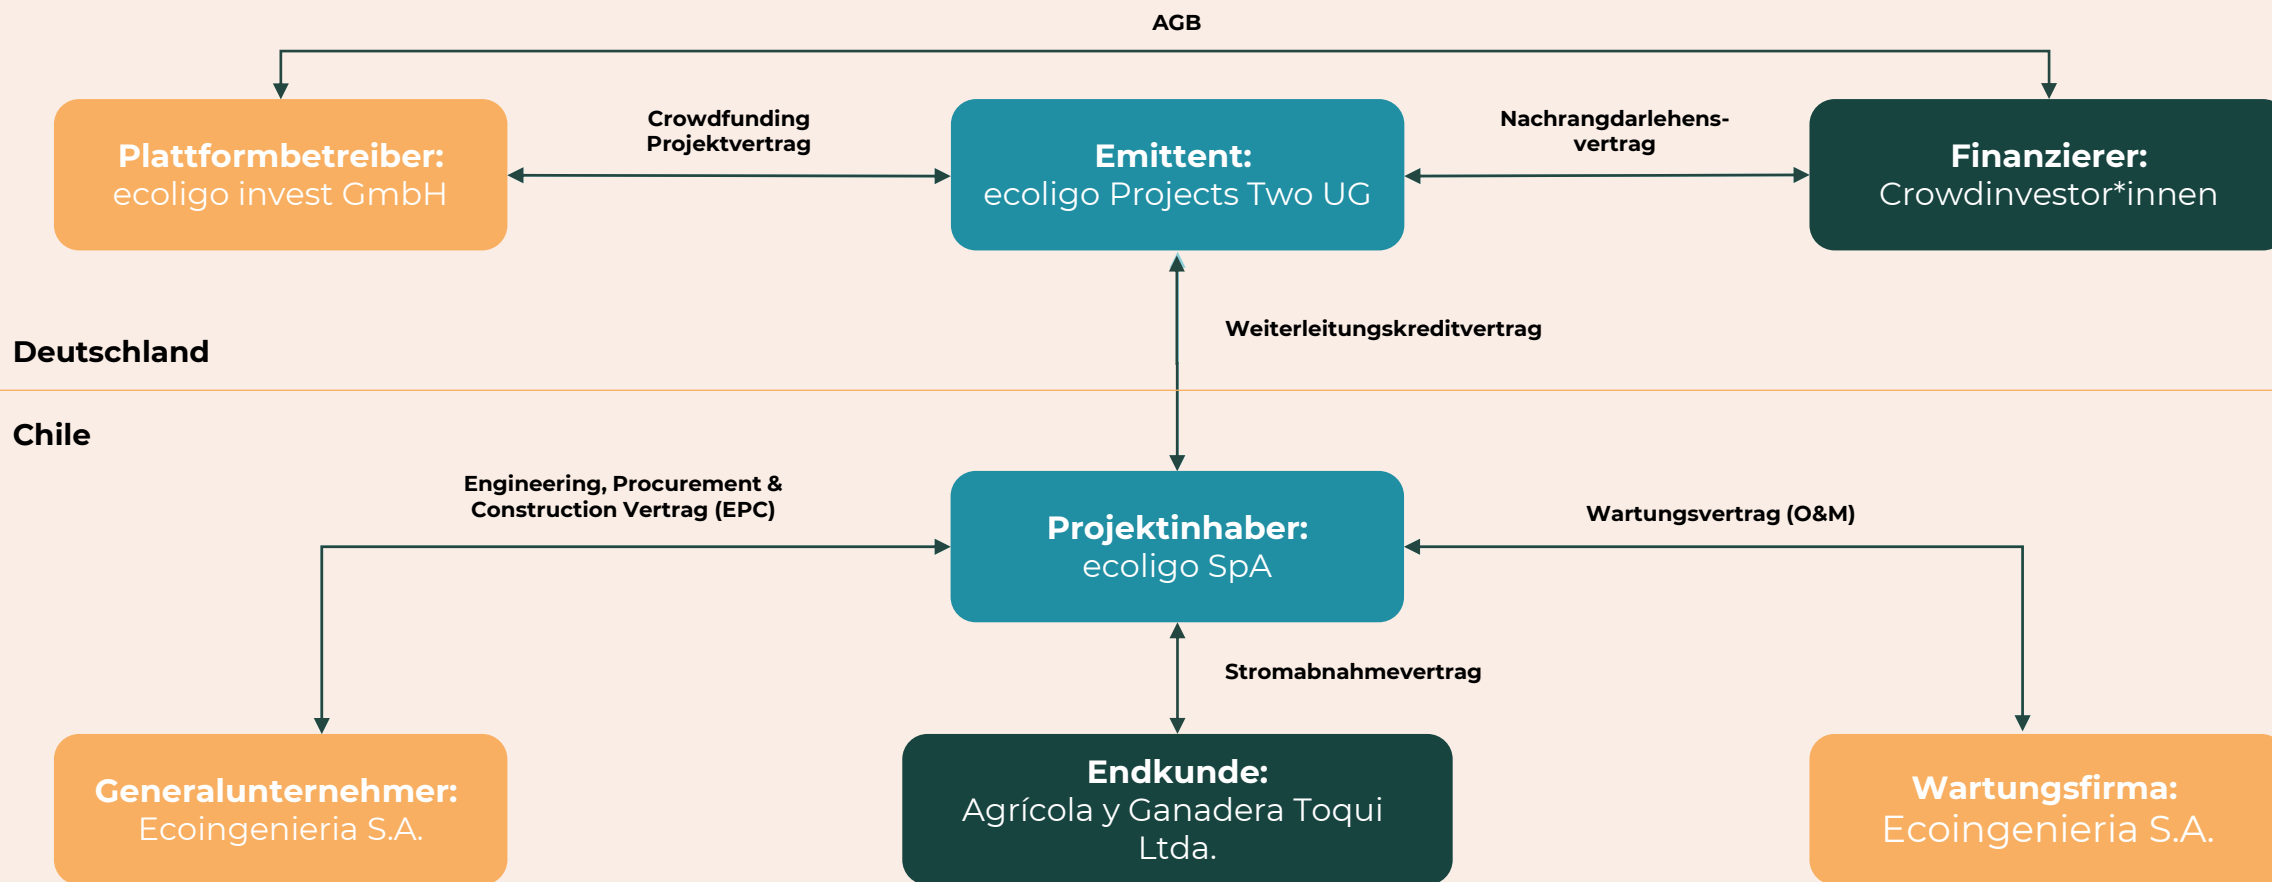 AGB
Plattformbetreiber:
ecoligo invest GmbH
Crowdfunding
Projektvertrag
Emittent:
ecoligo Projects Two UG
Nachrangdarlehens-
vertrag
Finanzierer:
Crowdinvestor*innen
Weiterleitungskreditvertrag
Deutschland
Chile
Engineering, Procurement &
Construction Vertrag (EPC)
Projektinhaber:
ecoligo SpA
Wartungsvertrag (O&M)
Stromabnahmevertrag
Generalunternehmer:
Ecoingenieria S.A.
Endkunde:
Agrícola y Ganadera Toqui
Ltda.
Wartungsfirma:
Ecoingenieria S.A.